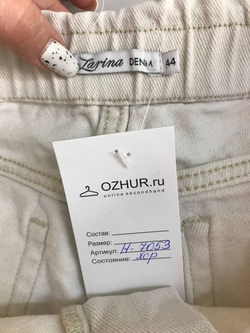 Zarina DENIM 44
OZHUR.ru
online secondhand
Состав:
Размер:
Артикул: Н-7053
Состояние: хор